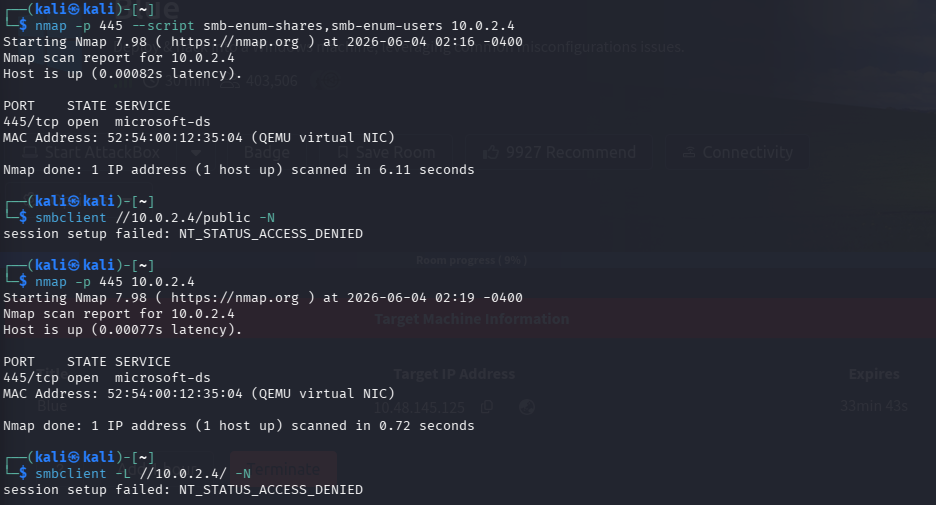 Blue
┌──(kali㉿kali)-[~]
└─$ nmap -p 445 --script smb-enum-shares,smb-enum-users 10.0.2.4
Starting Nmap 7.98 ( https://nmap.org ) at 2026-06-04 02:16 -0400
misconfigurations issues.
Nmap scan report for 10.0.2.4
Host is up (0.00082s latency).
403,506
PORT    STATE SERVICE
445/tcp open  microsoft-ds
MAC Address: 52:54:00:12:35:04 (QEMU virtual NIC)
Start AttackBox Badge Save Room 9927 Recommend Connectivity
Nmap done: 1 IP address (1 host up) scanned in 6.11 seconds
┌──(kali㉿kali)-[~]
└─$ smbclient //10.0.2.4/public -N
session setup failed: NT_STATUS_ACCESS_DENIED
┌──(kali㉿kali)-[~]
Room progress ( 9% )
└─$ nmap -p 445 10.0.2.4
Starting Nmap 7.98 ( https://nmap.org ) at 2026-06-04 02:19 -0400
Nmap scan report for 10.0.2.4
Target Machine Information
Host is up (0.00077s latency).
PORT    STATE SERVICE
Title Target IP Address Expires
445/tcp open  microsoft-ds
MAC Address: 52:54:00:12:35:04 (QEMU virtual NIC)
Blue 10.48.145.125 33min 43s
Nmap done: 1 IP address (1 host up) scanned in 0.72 seconds
┌──(kali㉿kali)-[~]
└─$ smbclient -L //10.0.2.4/ -N
Terminate
session setup failed: NT_STATUS_ACCESS_DENIED